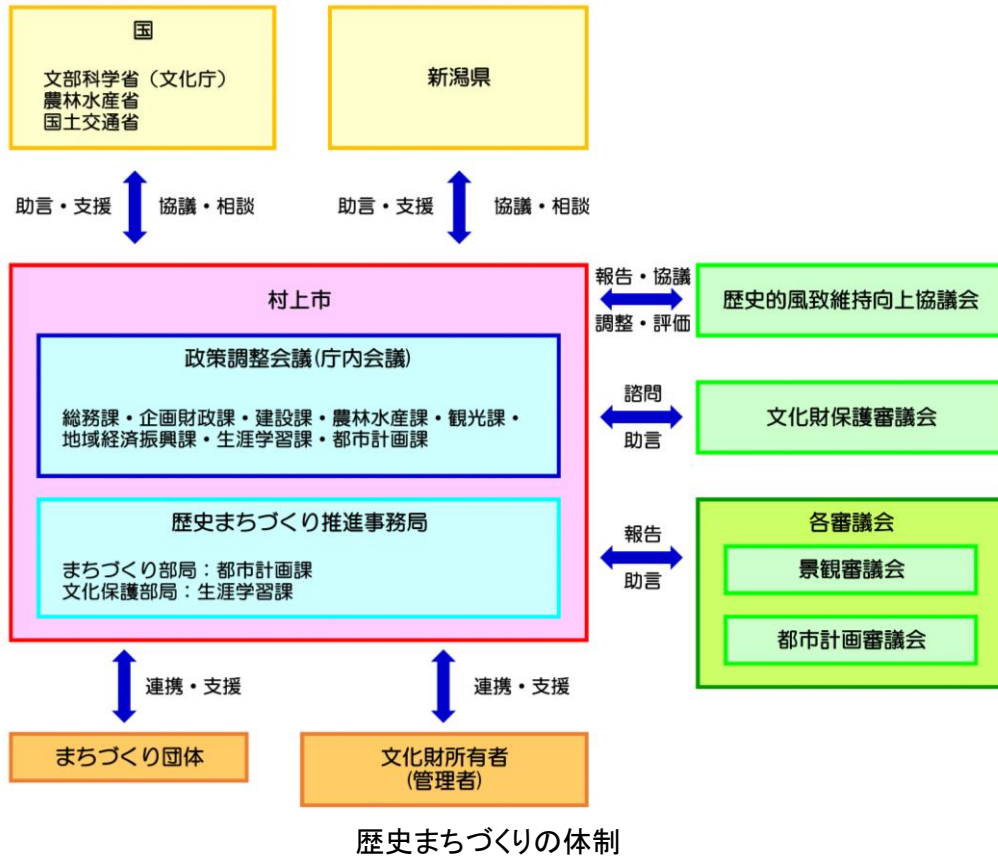 国
文部科学省（文化庁）
農林水産省
国土交通省
新潟県
助言・支援
協議・相談
助言・支援
協議・相談
村上市
政策調整会議(庁内会議)
総務課・企画財政課・建設課・農林水産課・観光課・
地域経済振興課・生涯学習課・都市計画課
歴史まちづくり推進事務局
まちづくり部局：都市計画課
文化保護部局：生涯学習課
報告・協議
調整・評価
歴史的風致維持向上協議会
諮問
助言
文化財保護審議会
報告
助言
各審議会
景観審議会
都市計画審議会
連携・支援
連携・支援
まちづくり団体
文化財所有者
(管理者)
歴史まちづくりの体制